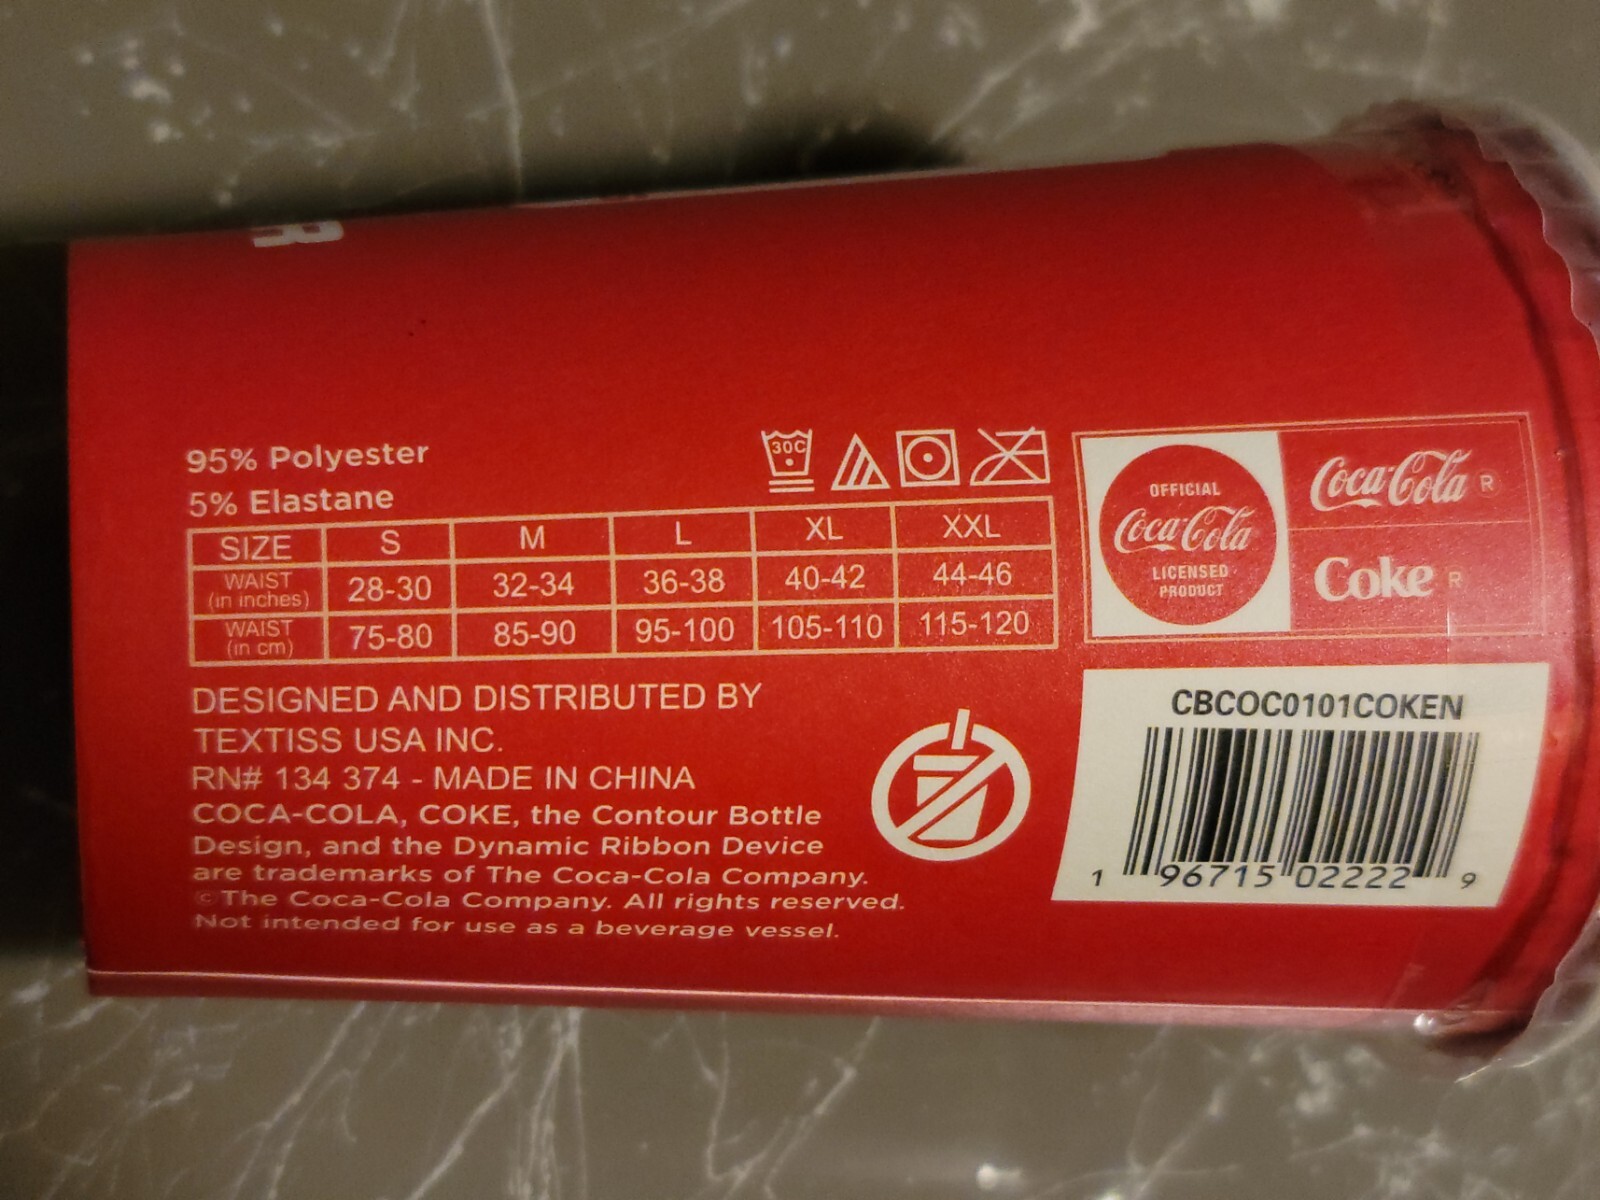 R
95% Polyester
5% Elastane
30C
SIZE S M L XL XXL
WAIST (in inches) 28-30 32-34 36-38 40-42 44-46
WAIST (in cm) 75-80 85-90 95-100 105-110 115-120
DESIGNED AND DISTRIBUTED BY
TEXTISS USA INC.
RN# 134 374 - MADE IN CHINA
COCA-COLA, COKE, the Contour Bottle
Design, and the Dynamic Ribbon Device
are trademarks of The Coca-Cola Company.
©The Coca-Cola Company. All rights reserved.
Not intended for use as a beverage vessel.
OFFICIAL
Coca-Cola
LICENSED
PRODUCT
Coca-Cola R
Coke R
CBCOC0101COKEN
1 96715 02222 9